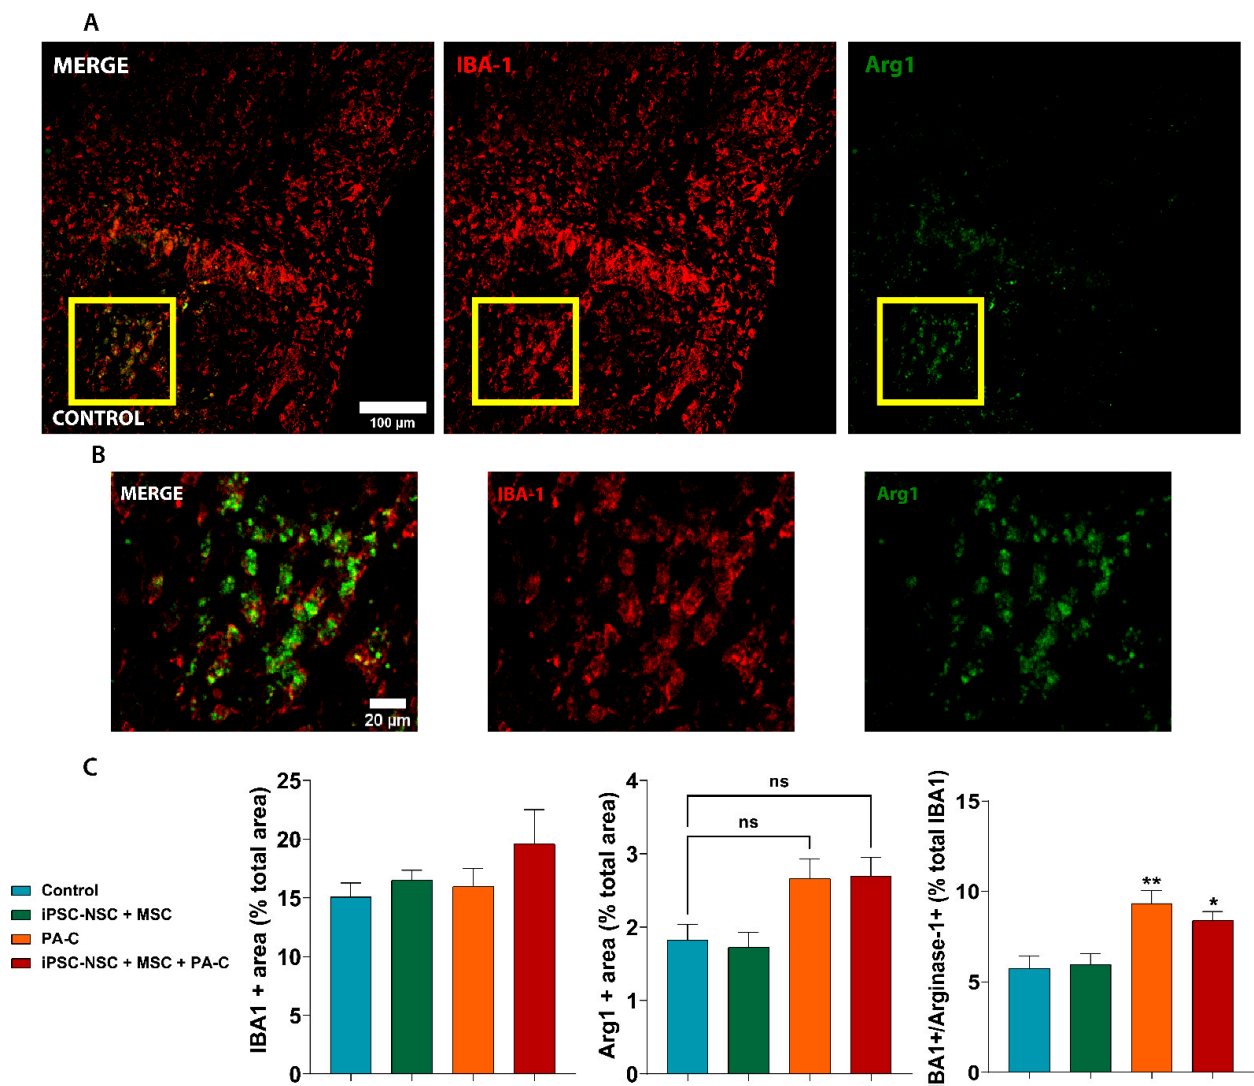 A
MERGE
IBA-1
Arg1
CONTROL
100 µm
B
MERGE
IBA-1
Arg1
20 µm
C
Control
iPSC-NSC + MSC
PA-C
iPSC-NSC + MSC + PA-C
IBA1 + area (% total area)
25
20
15
10
5
0
Arg1 + area (% total area)
4
3
2
1
0
ns
ns
BA1+/Arginase-1+ (% total IBA1)
15
10
5
0
**
*